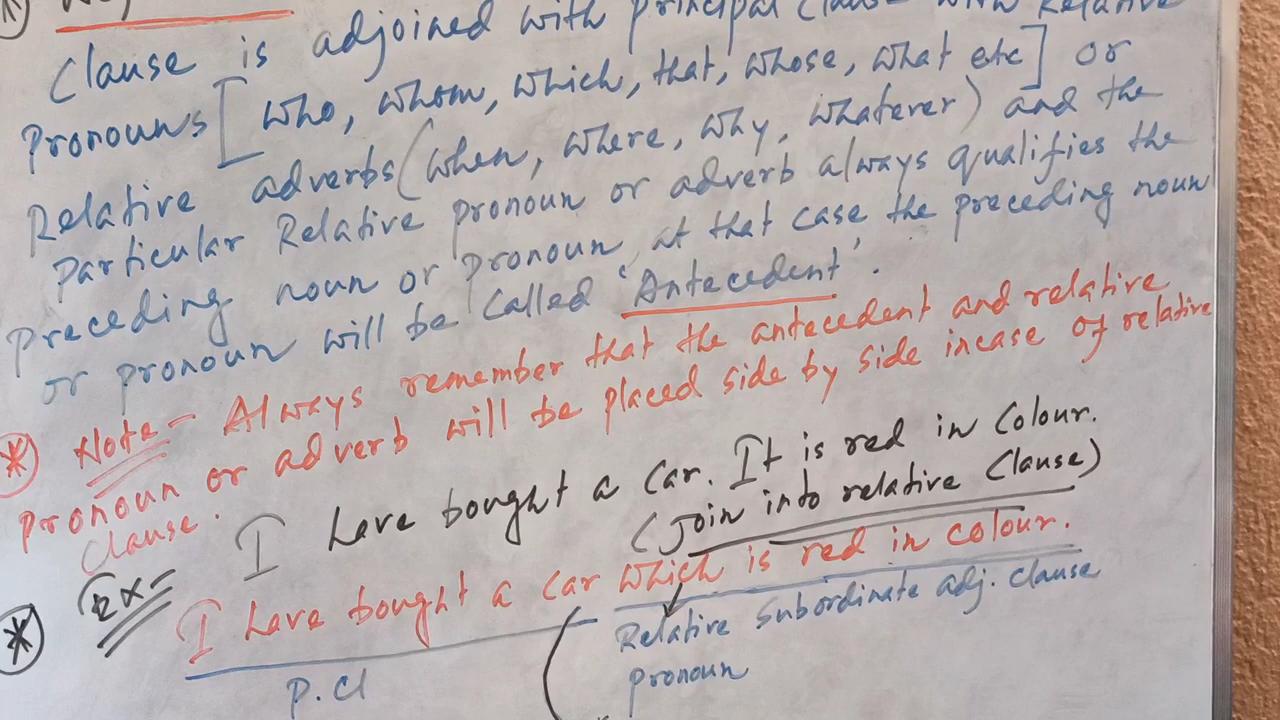 Clause is adjoined with principal clause with Relative
Pronouns [who, whom, which, that, whose, what etc] or
Relative adverbs (when, where, why, whatever) and the
particular Relative pronoun or adverb always qualifies the
preceding noun or pronoun, at that case the preceding noun
or pronoun will be called 'Antecedent'.
* Note - Always remember that the antecedent and relative
pronoun or adverb will be placed side by side incase of relative
clause.
* Ex = I have bought a car. It is red in colour.
(Join into relative clause)
I have bought a car which is red in colour.
P.Cl
Relative subordinate adj. clause
pronoun